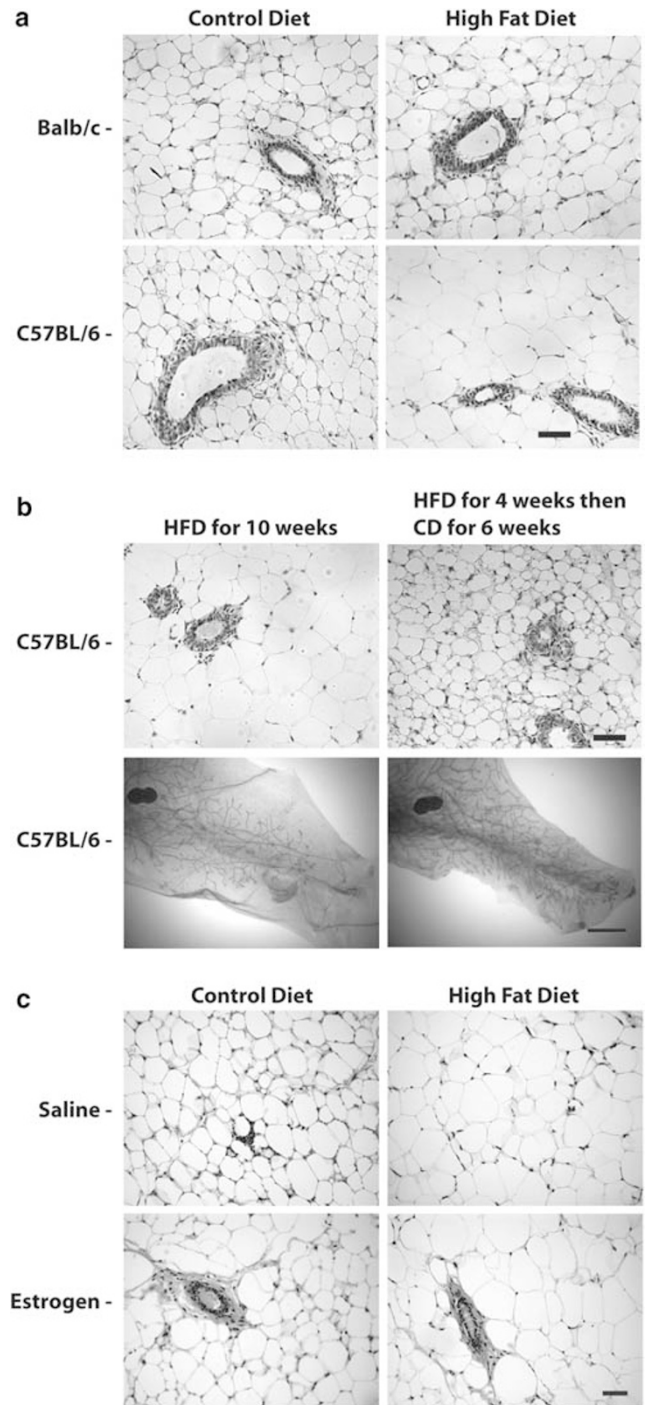 a
Control Diet
High Fat Diet
Balb/c -
C57BL/6 -
b
HFD for 10 weeks
HFD for 4 weeks then
CD for 6 weeks
C57BL/6 -
C57BL/6 -
c
Control Diet
High Fat Diet
Saline -
Estrogen -